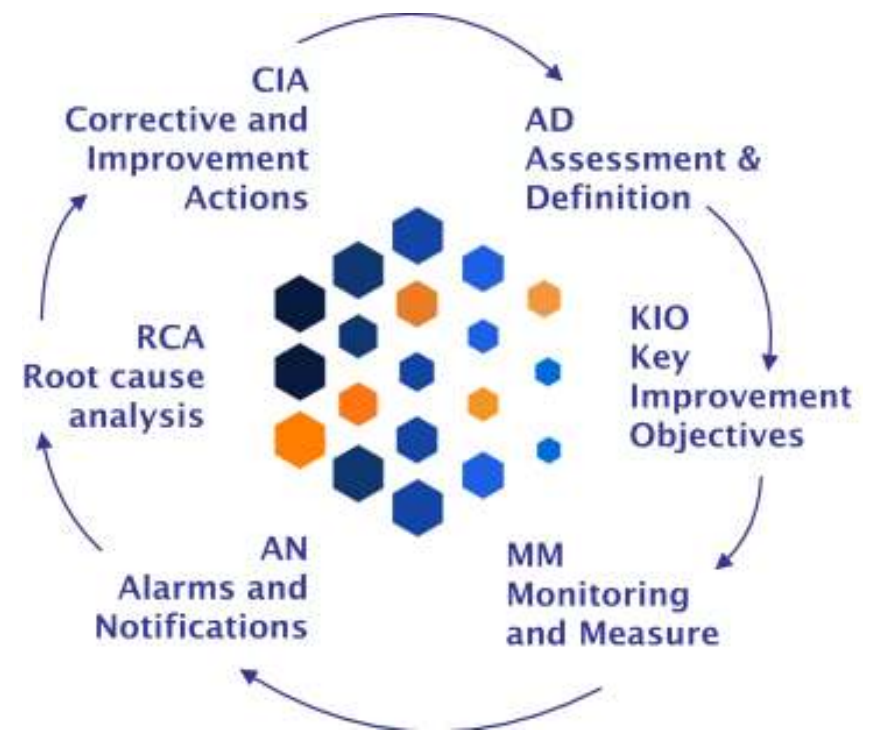 CIA
Corrective and
Improvement
Actions
AD
Assessment &
Definition
KIO
Key
Improvement
Objectives
MM
Monitoring
and Measure
AN
Alarms and
Notifications
RCA
Root cause
analysis